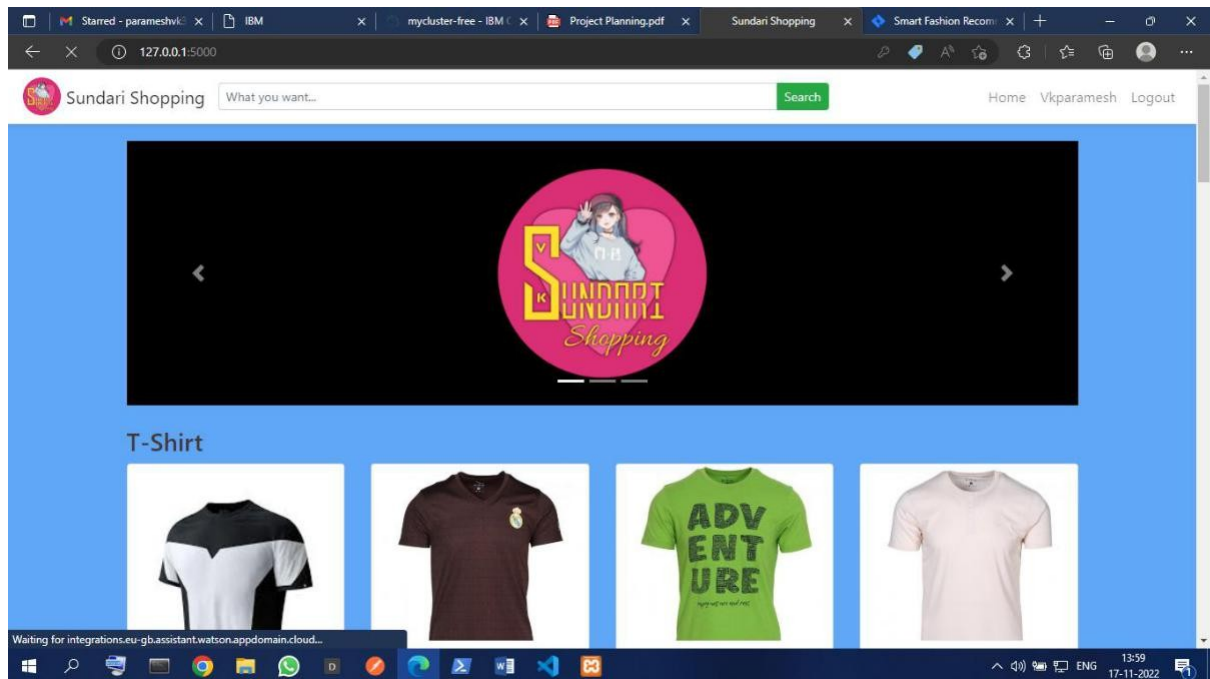 Starred - parameshvk3
IBM
mycluster-free - IBM C
Project Planning.pdf
Sundari Shopping
Smart Fashion Recom
127.0.0.1:5000
Sundari Shopping
What you want...
Search
Home
Vkparamesh
Logout
V
SUNDARI
K
Shopping
T-Shirt
ADV
ENT
URE
Waiting for integrations.eu-gb.assistant.watson.appdomain.cloud...
ENG
13:59
17-11-2022